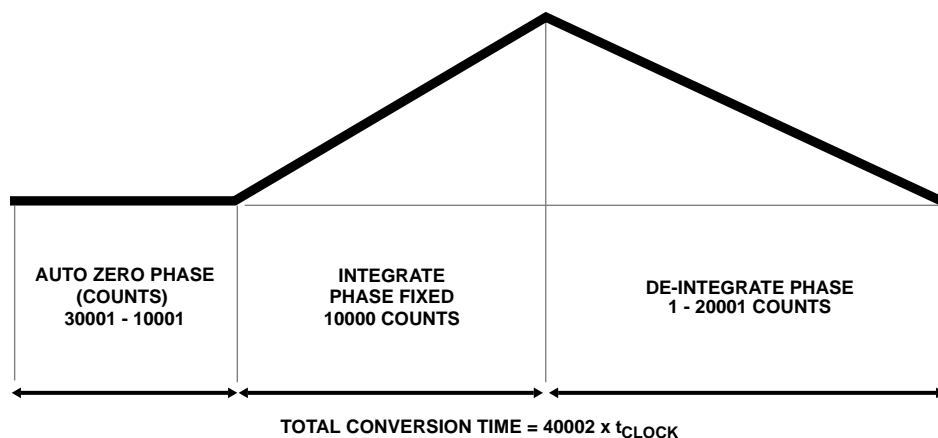 AUTO ZERO PHASE
(COUNTS)
30001 - 10001
INTEGRATE
PHASE FIXED
10000 COUNTS
DE-INTEGRATE PHASE
1 - 20001 COUNTS
TOTAL CONVERSION TIME = 40002 x tCLOCK